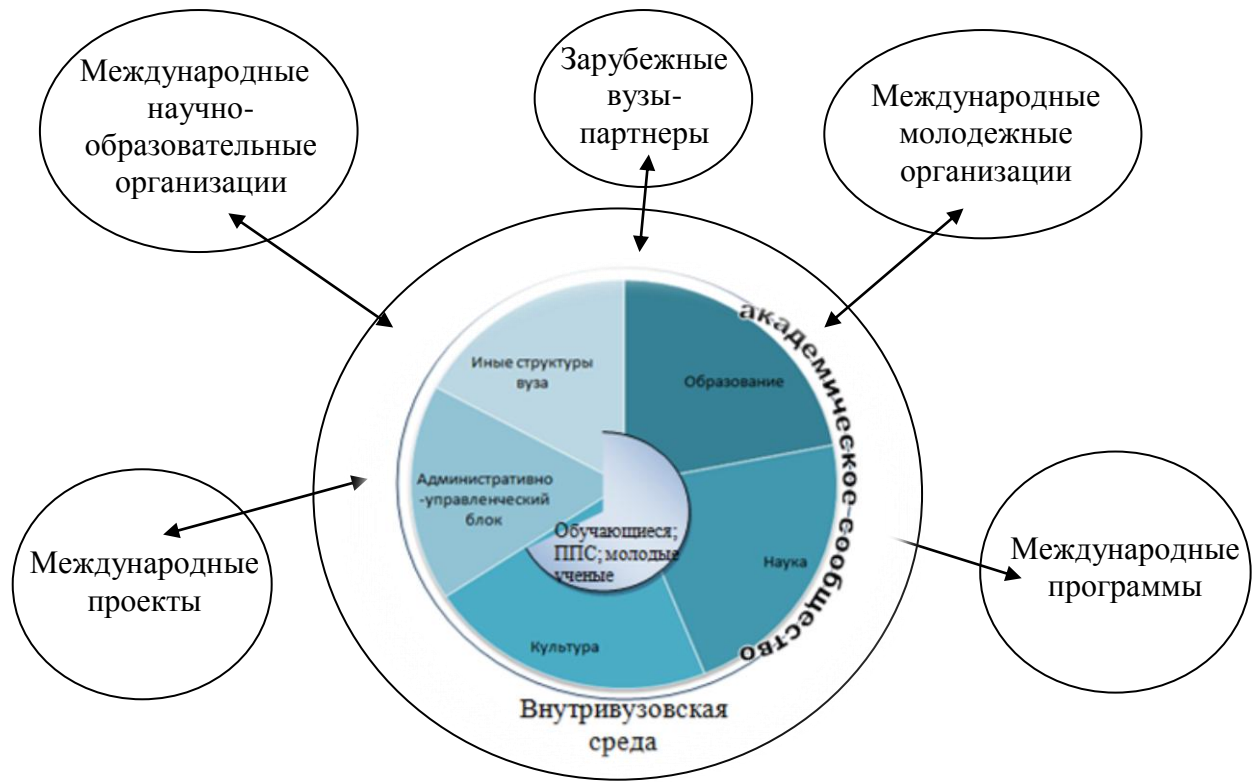 Международные
научно-
образовательные
организации
Зарубежные
вузы-
партнеры
Международные
молодежные
организации
академическое сообщество
Иные структуры
вуза
Образование
Административно
-управленческий
блок
Обучающиеся;
ППС; молодые
ученые
Наука
Культура
Международные
проекты
Международные
программы
Внутривузовская
среда